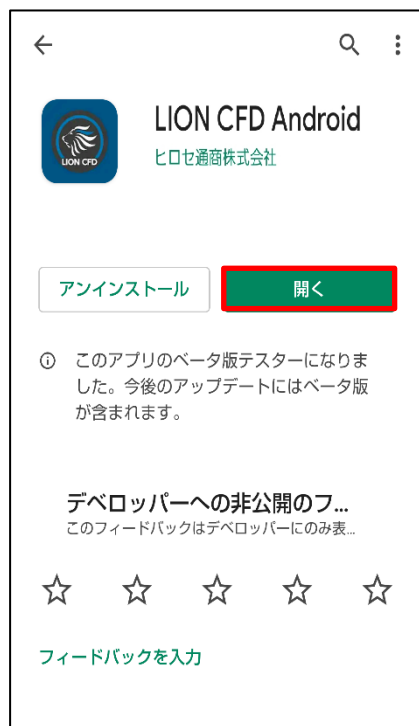 LION CFD Android
LION CFD
ヒロセ通商株式会社
アンインストール
開く
このアプリのベータ版テスターになりま
した。今後のアップデートにはベータ版
が含まれます。
デベロッパーへの非公開のフ...
このフィードバックはデベロッパーにのみ表...
フィードバックを入力